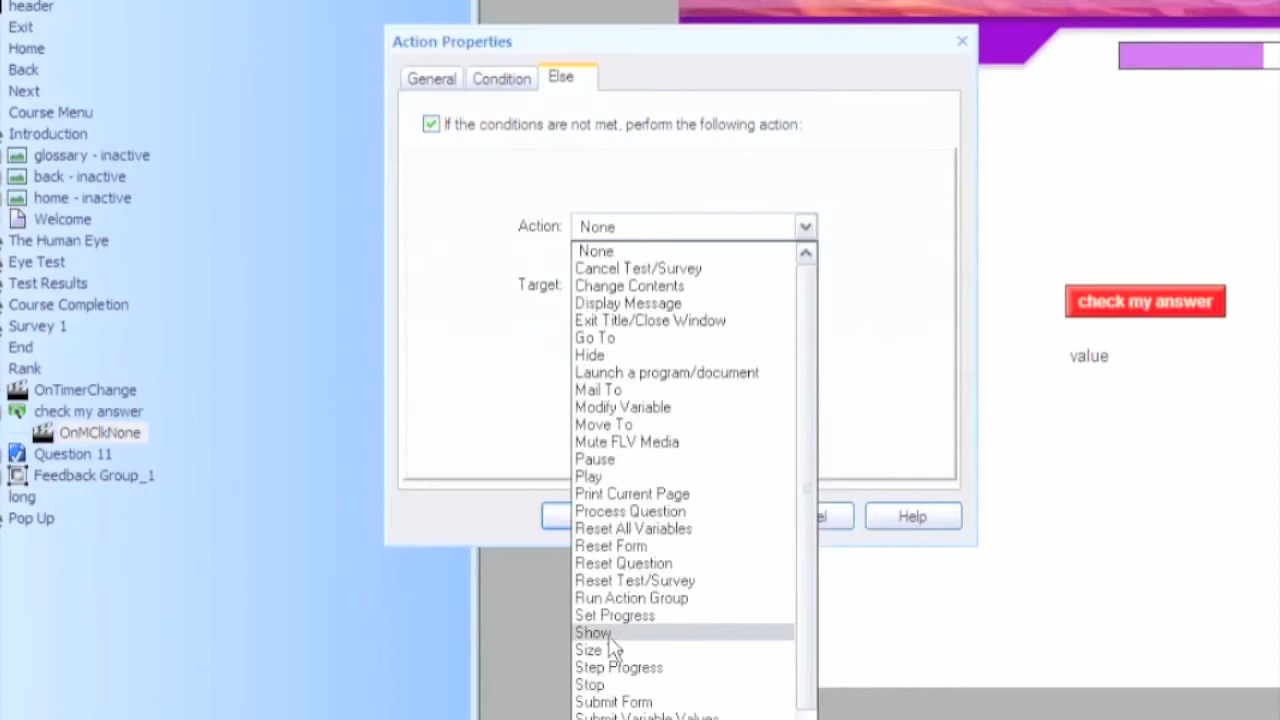 header
Exit
Home
Back
Next
Course Menu
Introduction
glossary - inactive
back - inactive
home - inactive
Welcome
The Human Eye
Eye Test
Test Results
Course Completion
Survey 1
End
Rank
OnTimerChange
check my answer
OnMClkNone
Question 11
Feedback Group_1
long
Pop Up
Action Properties
General
Condition
Else
If the conditions are not met, perform the following action:
Action:
None
Target:
None
Cancel Test/Survey
Change Contents
Display Message
Exit Title/Close Window
Go To
Hide
Launch a program/document
Mail To
Modify Variable
Move To
Mute FLV Media
Pause
Play
Print Current Page
Process Question
Reset All Variables
Reset Form
Reset Question
Reset Test/Survey
Run Action Group
Set Progress
Show
Size
Step Progress
Stop
Submit Form
Submit Variable Values
Help
check my answer
value